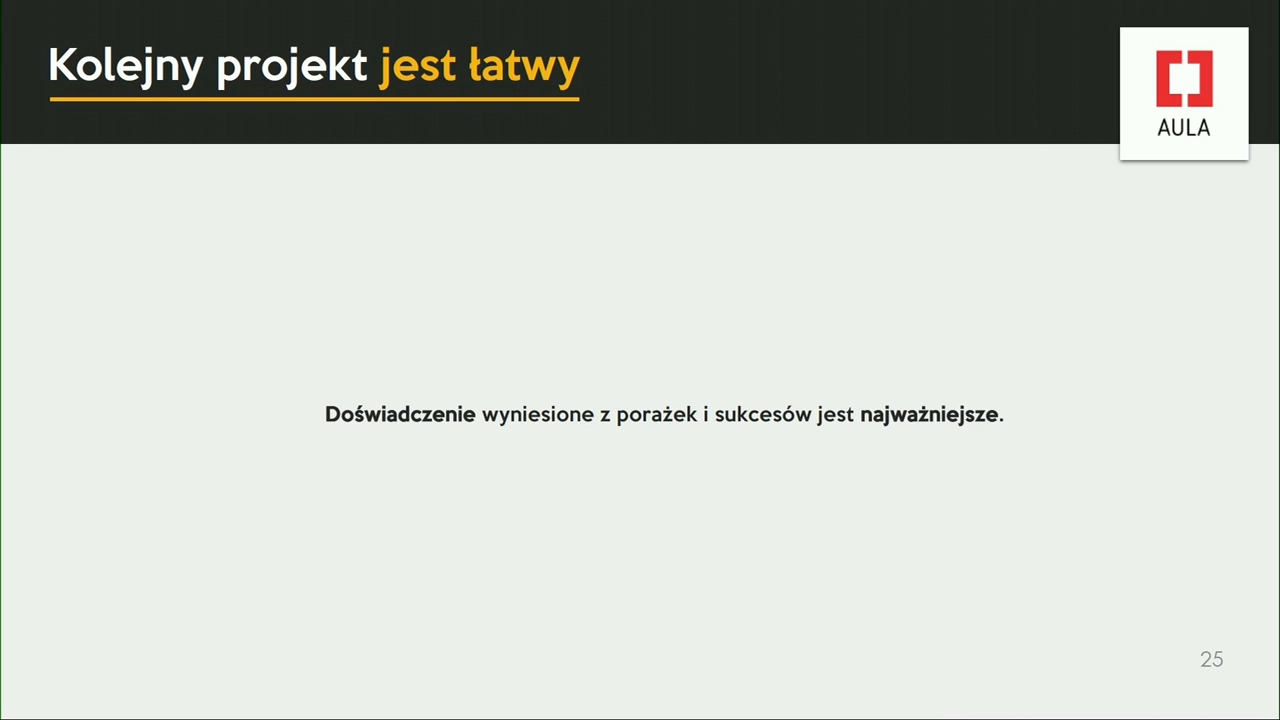 Kolejny projekt jest łatwy
AULA
Doświadczenie wyniesione z porażek i sukcesów jest najważniejsze.
25